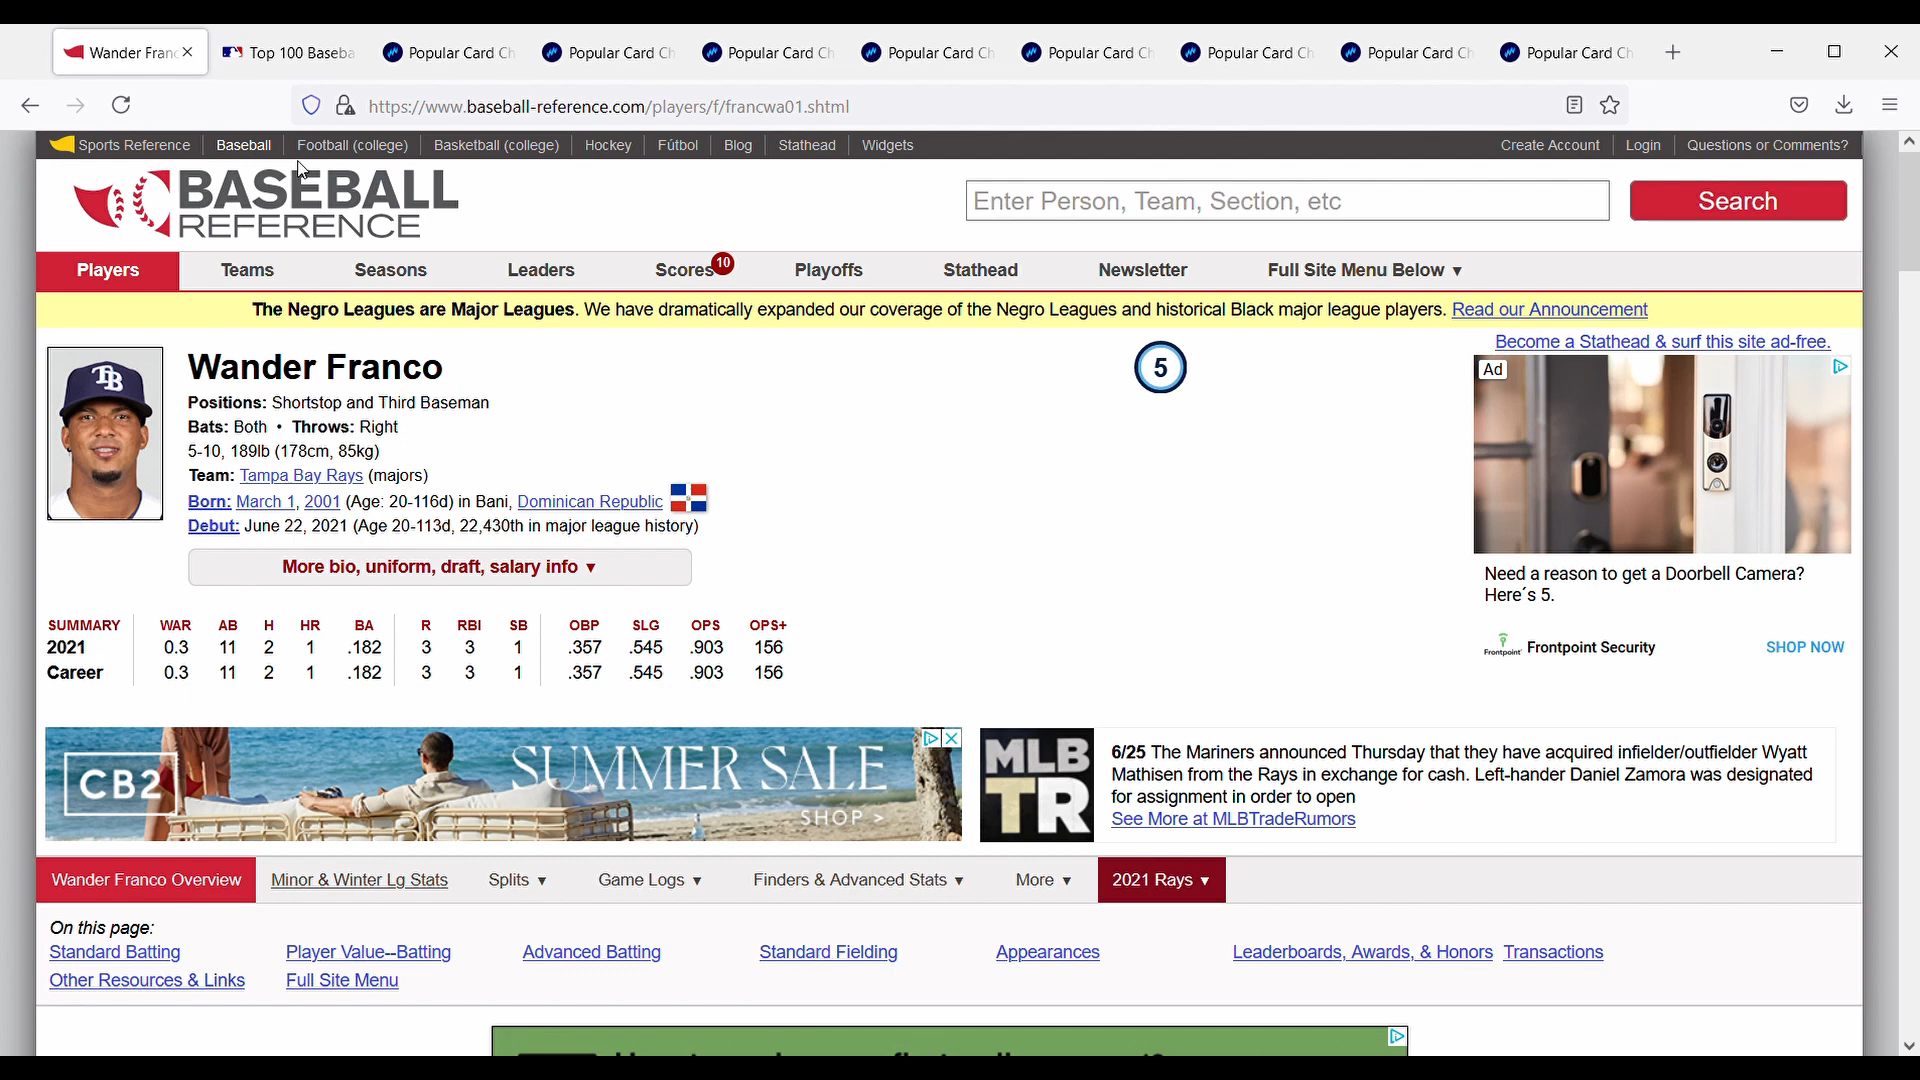 Wander Franc
Top 100 Baseba
Popular Card Ch
Popular Card Ch
Popular Card Ch
Popular Card Ch
Popular Card Ch
Popular Card Ch
Popular Card Ch
Popular Card Ch
https://www.baseball-reference.com/players/f/francwa01.shtml
Sports Reference Baseball Football (college) Basketball (college) Hockey Fútbol Blog Stathead Widgets Create Account Login Questions or Comments?
BASEBALL
REFERENCE
Enter Person, Team, Section, etc
Search
Players Teams Seasons Leaders Scores 10 Playoffs Stathead Newsletter Full Site Menu Below ▼
The Negro Leagues are Major Leagues. We have dramatically expanded our coverage of the Negro Leagues and historical Black major league players. Read our Announcement
Become a Stathead & surf this site ad-free.
TB
Wander Franco
5
Positions: Shortstop and Third Baseman
Bats: Both • Throws: Right
5-10, 189lb (178cm, 85kg)
Team: Tampa Bay Rays (majors)
Born: March 1, 2001 (Age: 20-116d) in Bani, Dominican Republic
Debut: June 22, 2021 (Age 20-113d, 22,430th in major league history)
More bio, uniform, draft, salary info ▼
Ad
Need a reason to get a Doorbell Camera?
Here´s 5.
Frontpoint Frontpoint Security SHOP NOW
SUMMARY WAR AB H HR BA R RBI SB OBP SLG OPS OPS+
2021 0.3 11 2 1 .182 3 3 1 .357 .545 .903 156
Career 0.3 11 2 1 .182 3 3 1 .357 .545 .903 156
CB2
SUMMER SALE
SHOP >
MLB
TR
6/25 The Mariners announced Thursday that they have acquired infielder/outfielder Wyatt
Mathisen from the Rays in exchange for cash. Left-hander Daniel Zamora was designated
for assignment in order to open
See More at MLBTradeRumors
Wander Franco Overview Minor & Winter Lg Stats Splits ▼ Game Logs ▼ Finders & Advanced Stats ▼ More ▼ 2021 Rays ▼
On this page:
Standard Batting Player Value--Batting Advanced Batting Standard Fielding Appearances Leaderboards, Awards, & Honors Transactions
Other Resources & Links Full Site Menu